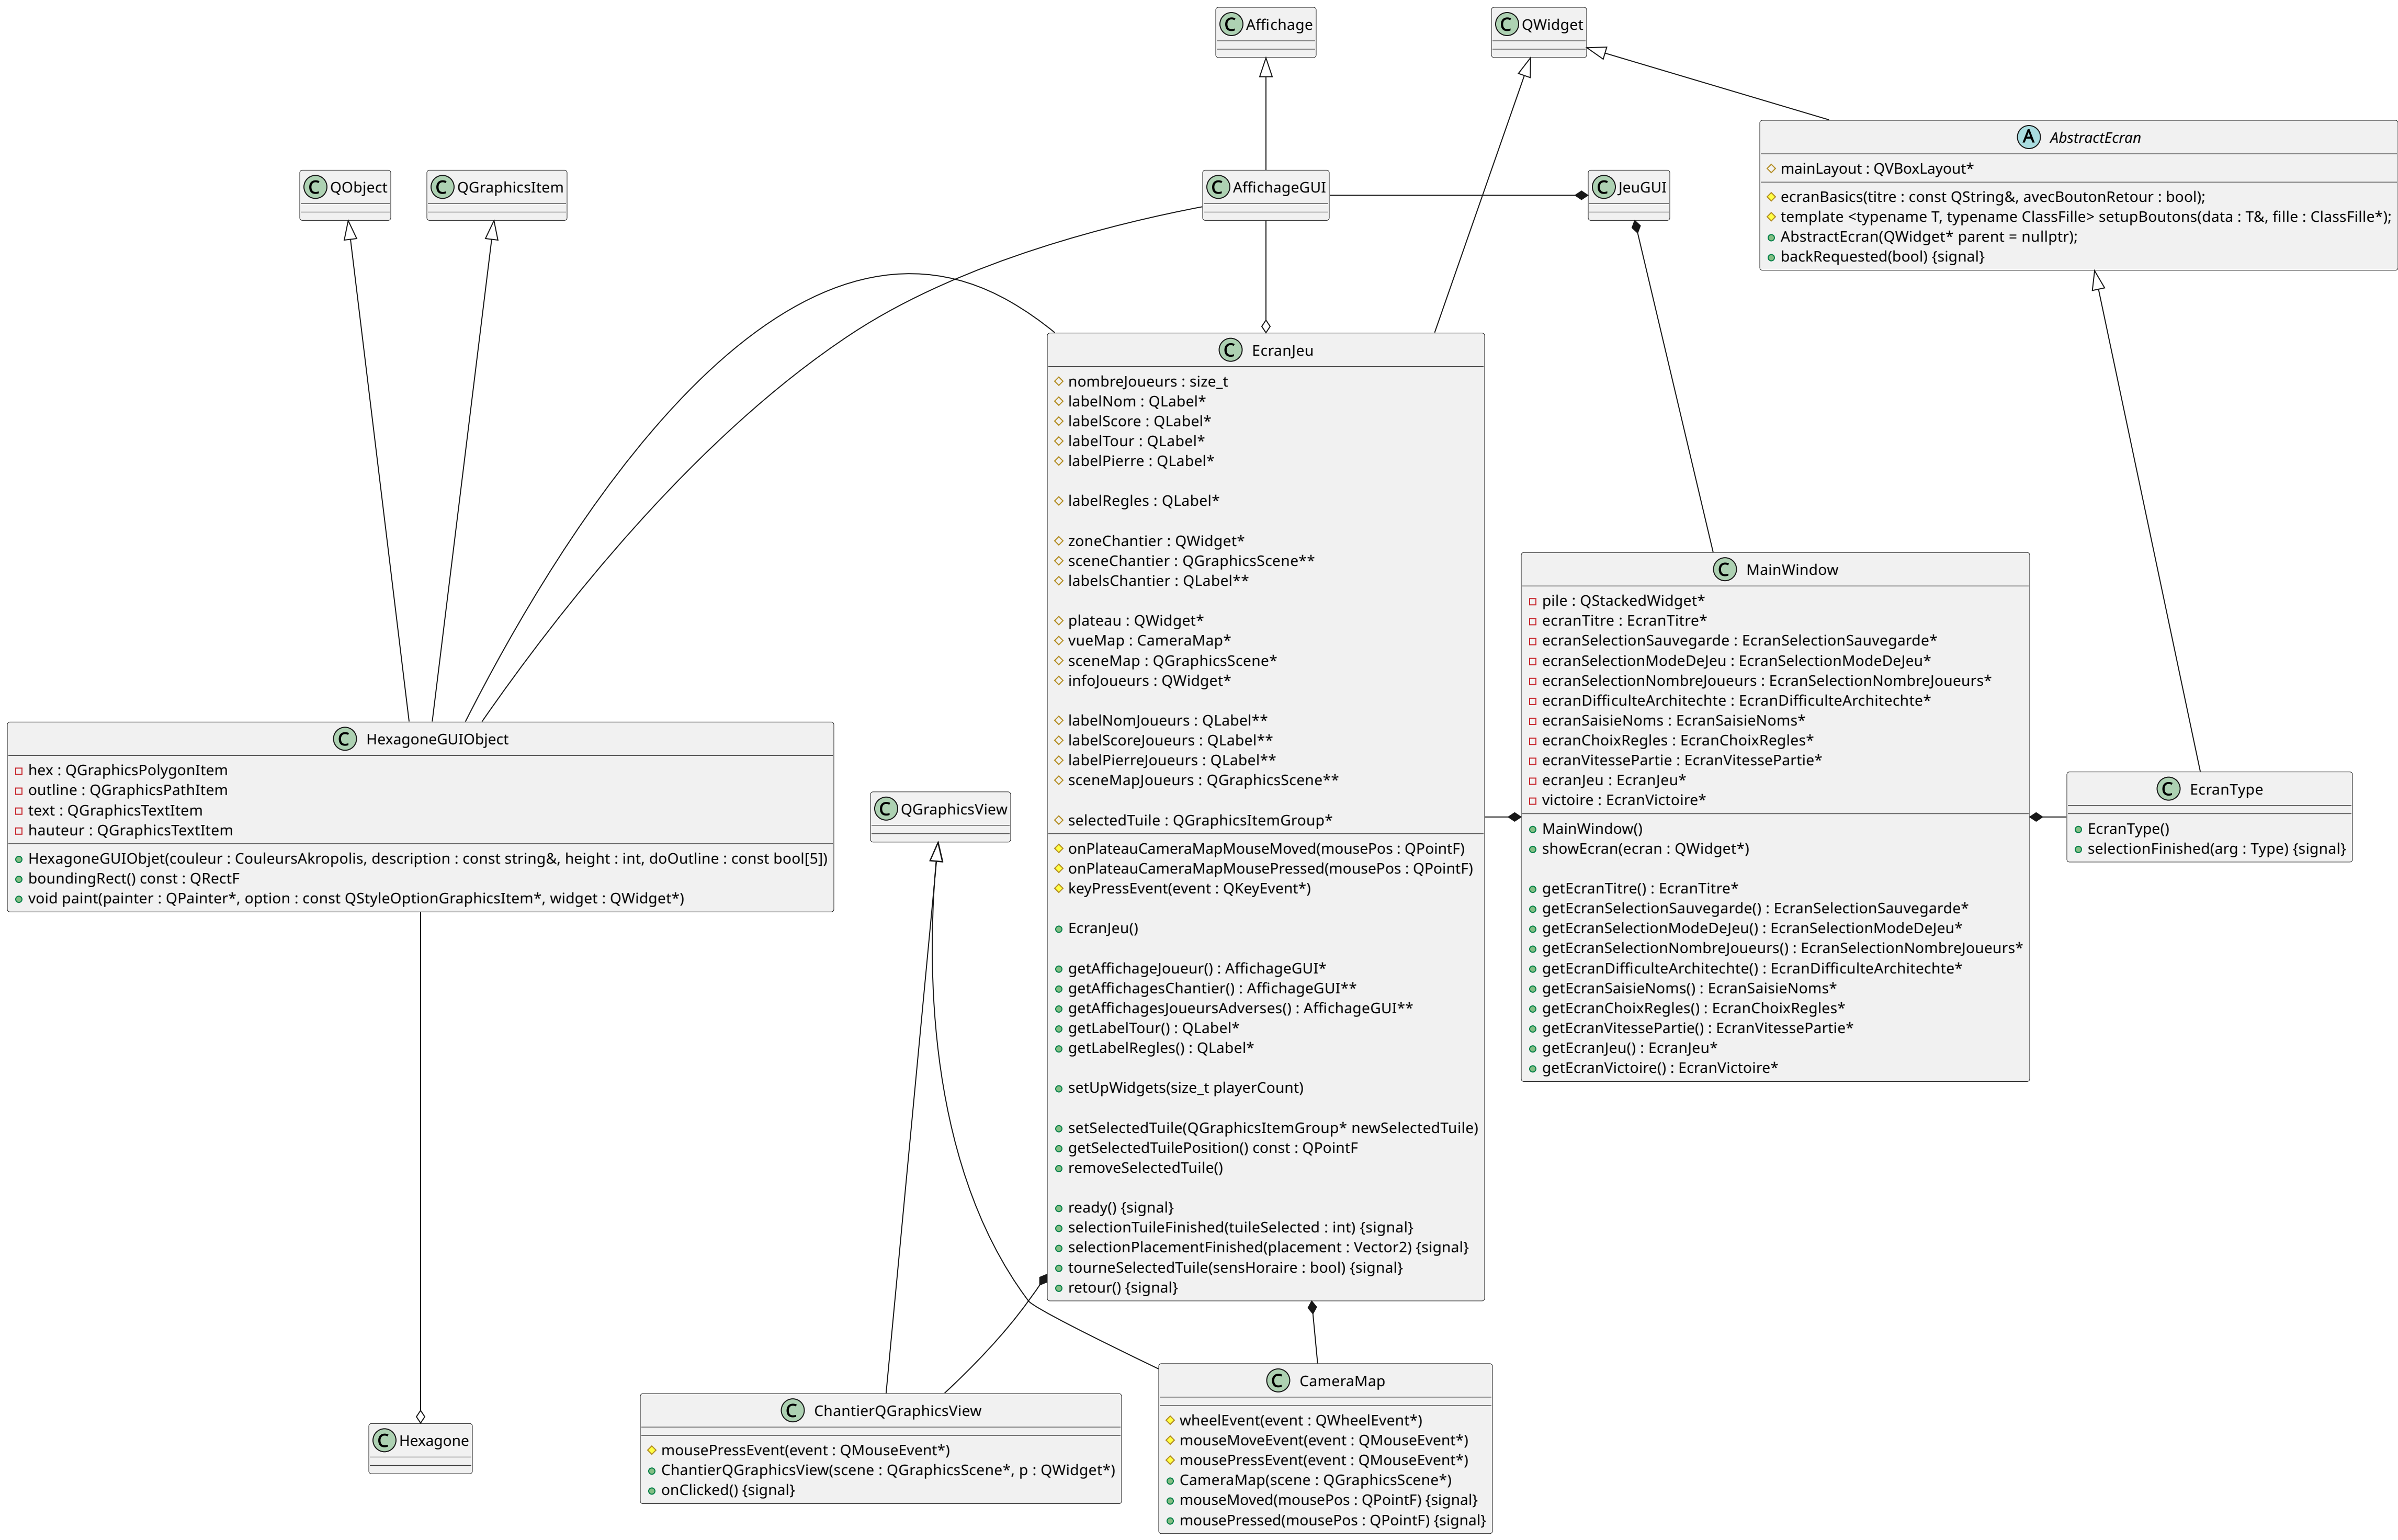 C Affichage
C QWidget
A AbstractEcran
mainLayout : QVBoxLayout*
ecranBasics(titre : const QString&, avecBoutonRetour : bool);
template <typename T, typename ClassFille> setupBoutons(data : T&, fille : ClassFille*);
AbstractEcran(QWidget* parent = nullptr);
backRequested(bool) {signal}
C QObject
C QGraphicsItem
C AffichageGUI
C JeuGUI
C EcranJeu
nombreJoueurs : size_t
labelNom : QLabel*
labelScore : QLabel*
labelTour : QLabel*
labelPierre : QLabel*
labelRegles : QLabel*
zoneChantier : QWidget*
sceneChantier : QGraphicsScene**
labelsChantier : QLabel**
plateau : QWidget*
vueMap : CameraMap*
sceneMap : QGraphicsScene*
infoJoueurs : QWidget*
labelNomJoueurs : QLabel**
labelScoreJoueurs : QLabel**
labelPierreJoueurs : QLabel**
sceneMapJoueurs : QGraphicsScene**
selectedTuile : QGraphicsItemGroup*
onPlateauCameraMapMouseMoved(mousePos : QPointF)
onPlateauCameraMapMousePressed(mousePos : QPointF)
keyPressEvent(event : QKeyEvent*)
EcranJeu()
getAffichageJoueur() : AffichageGUI*
getAffichagesChantier() : AffichageGUI**
getAffichagesJoueursAdverses() : AffichageGUI**
getLabelTour() : QLabel*
getLabelRegles() : QLabel*
setUpWidgets(size_t playerCount)
setSelectedTuile(QGraphicsItemGroup* newSelectedTuile)
getSelectedTuilePosition() const : QPointF
removeSelectedTuile()
ready() {signal}
selectionTuileFinished(tuileSelected : int) {signal}
selectionPlacementFinished(placement : Vector2) {signal}
tourneSelectedTuile(sensHoraire : bool) {signal}
retour() {signal}
C MainWindow
pile : QStackedWidget*
ecranTitre : EcranTitre*
ecranSelectionSauvegarde : EcranSelectionSauvegarde*
ecranSelectionModeDeJeu : EcranSelectionModeDeJeu*
ecranSelectionNombreJoueurs : EcranSelectionNombreJoueurs*
ecranDifficulteArchitechte : EcranDifficulteArchitechte*
ecranSaisieNoms : EcranSaisieNoms*
ecranChoixRegles : EcranChoixRegles*
ecranVitessePartie : EcranVitessePartie*
ecranJeu : EcranJeu*
victoire : EcranVictoire*
MainWindow()
showEcran(ecran : QWidget*)
getEcranTitre() : EcranTitre*
getEcranSelectionSauvegarde() : EcranSelectionSauvegarde*
getEcranSelectionModeDeJeu() : EcranSelectionModeDeJeu*
getEcranSelectionNombreJoueurs() : EcranSelectionNombreJoueurs*
getEcranDifficulteArchitechte() : EcranDifficulteArchitechte*
getEcranSaisieNoms() : EcranSaisieNoms*
getEcranChoixRegles() : EcranChoixRegles*
getEcranVitessePartie() : EcranVitessePartie*
getEcranJeu() : EcranJeu*
getEcranVictoire() : EcranVictoire*
C HexagoneGUIObject
hex : QGraphicsPolygonItem
outline : QGraphicsPathItem
text : QGraphicsTextItem
hauteur : QGraphicsTextItem
HexagoneGUIObjet(couleur : CouleursAkropolis, description : const string&, height : int, doOutline : const bool[5])
boundingRect() const : QRectF
void paint(painter : QPainter*, option : const QStyleOptionGraphicsItem*, widget : QWidget*)
C QGraphicsView
C EcranType
EcranType()
selectionFinished(arg : Type) {signal}
C Hexagone
C ChantierQGraphicsView
mousePressEvent(event : QMouseEvent*)
ChantierQGraphicsView(scene : QGraphicsScene*, p : QWidget*)
onClicked() {signal}
C CameraMap
wheelEvent(event : QWheelEvent*)
mouseMoveEvent(event : QMouseEvent*)
mousePressEvent(event : QMouseEvent*)
CameraMap(scene : QGraphicsScene*)
mouseMoved(mousePos : QPointF) {signal}
mousePressed(mousePos : QPointF) {signal}